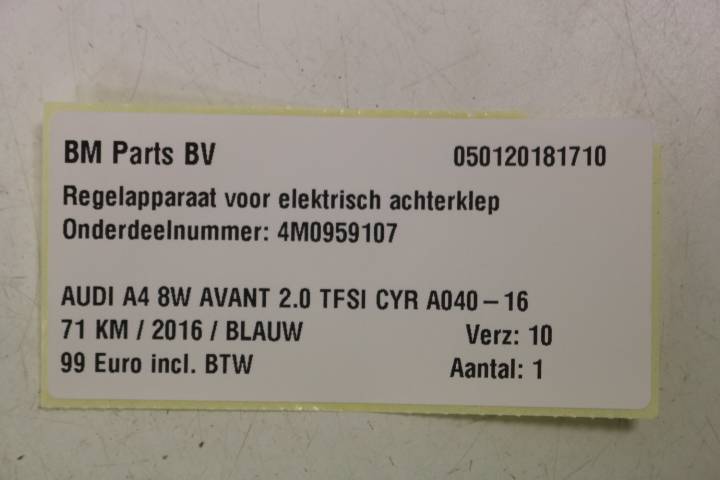 BM Parts BV 050120181710
Regelapparaat voor elektrisch achterklep
Onderdeelnummer: 4M0959107
AUDI A4 8W AVANT 2.0 TFSI CYR A040-16
71 KM / 2016 / BLAUW Verz: 10
99 Euro incl. BTW Aantal: 1